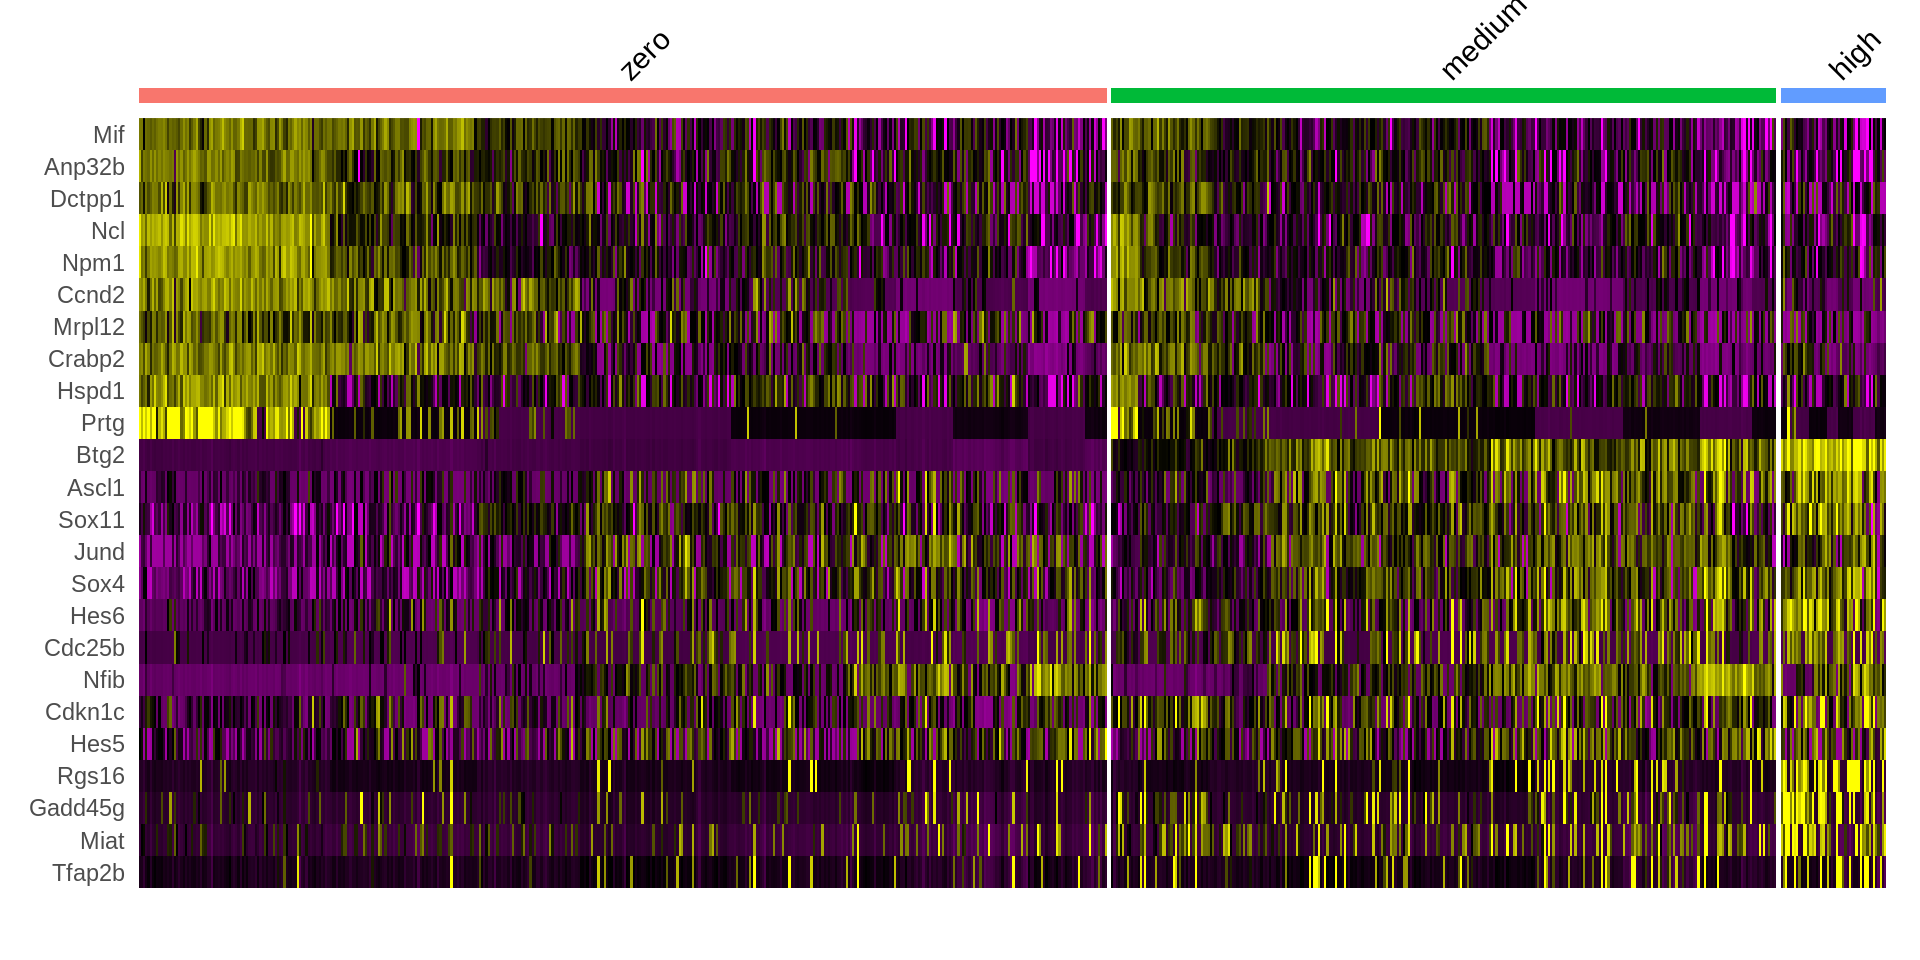 zero
medium
high
Mif
Anp32b
Dctpp1
Ncl
Npm1
Ccnd2
Mrpl12
Crabp2
Hspd1
Prtg
Btg2
Ascl1
Sox11
Jund
Sox4
Hes6
Cdc25b
Nfib
Cdkn1c
Hes5
Rgs16
Gadd45g
Miat
Tfap2b